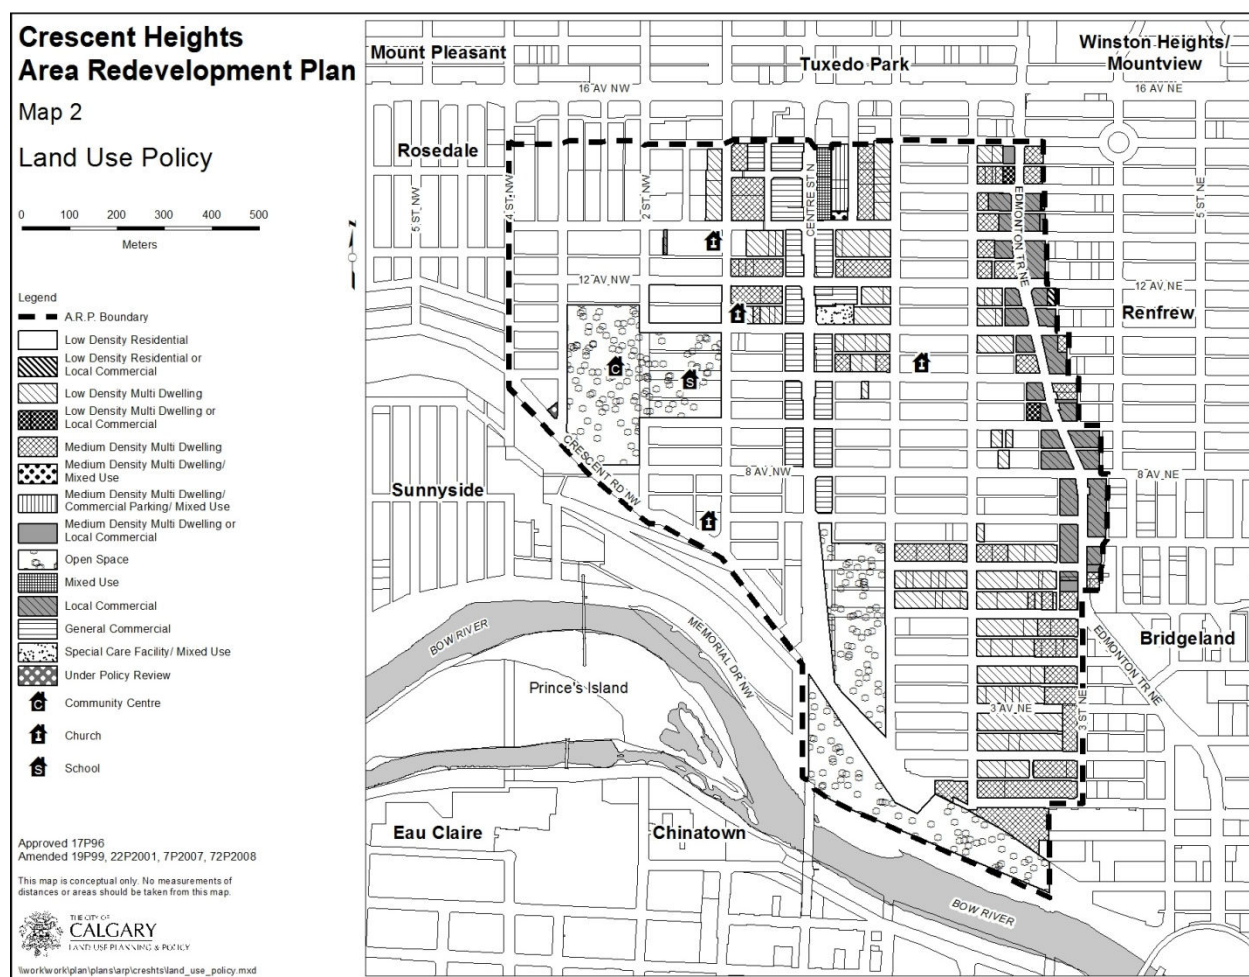 Crescent Heights
Area Redevelopment Plan
Map 2
Land Use Policy
0 100 200 300 400 500
Meters
Legend
A.R.P. Boundary
Low Density Residential
Low Density Residential or
Local Commercial
Low Density Multi Dwelling
Low Density Multi Dwelling or
Local Commercial
Medium Density Multi Dwelling
Medium Density Multi Dwelling/
Mixed Use
Medium Density Multi Dwelling/
Commercial Parking/ Mixed Use
Medium Density Multi Dwelling or
Local Commercial
Open Space
Mixed Use
Local Commercial
General Commercial
Special Care Facility/ Mixed Use
Under Policy Review
C Community Centre
Church
S School
Approved 17P96
Amended 19P99, 22P2001, 7P2007, 72P2008
This map is conceptual only. No measurements of
distances or areas should be taken from this map.
THE CITY OF
CALGARY
LAND USE PLANNING & POLICY
\\work\work\plan\plans\arp\creshts\land_use_policy.mxd
Mount Pleasant
Tuxedo Park
Winston Heights/
Mountview
16 AV NW
16 AV NE
Rosedale
5 ST NW
4 ST NW
2 ST NW
CENTRE ST N
EDMONTON TR NE
5 ST NE
12 AV NW
12 AV NE
Renfrew
C
S
CRESCENT RD NW
8 AV NW
8 AV NE
Sunnyside
BOW RIVER
MEMORIAL DR NW
Prince's Island
EDMONTON TR NE
Bridgeland
3 AV NE
3 ST NE
Eau Claire
Chinatown
BOW RIVER